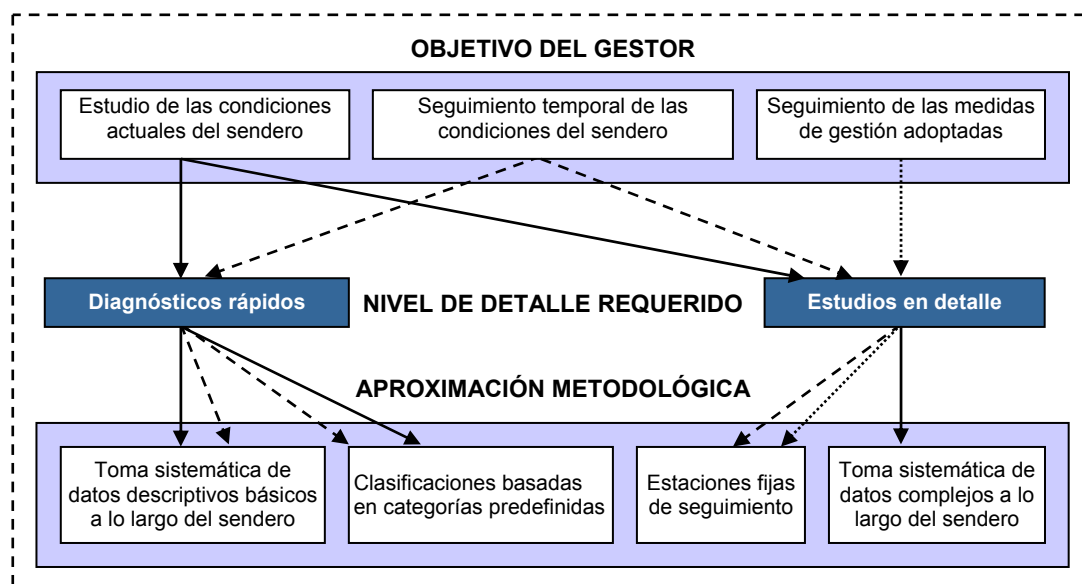 OBJETIVO DEL GESTOR
Estudio de las condiciones
actuales del sendero
Seguimiento temporal de las
condiciones del sendero
Seguimiento de las medidas
de gestión adoptadas
Diagnósticos rápidos
NIVEL DE DETALLE REQUERIDO
Estudios en detalle
APROXIMACIÓN METODOLÓGICA
Toma sistemática de
datos descriptivos básicos
a lo largo del sendero
Clasificaciones basadas
en categorías predefinidas
Estaciones fijas
de seguimiento
Toma sistemática de
datos complejos a lo
largo del sendero